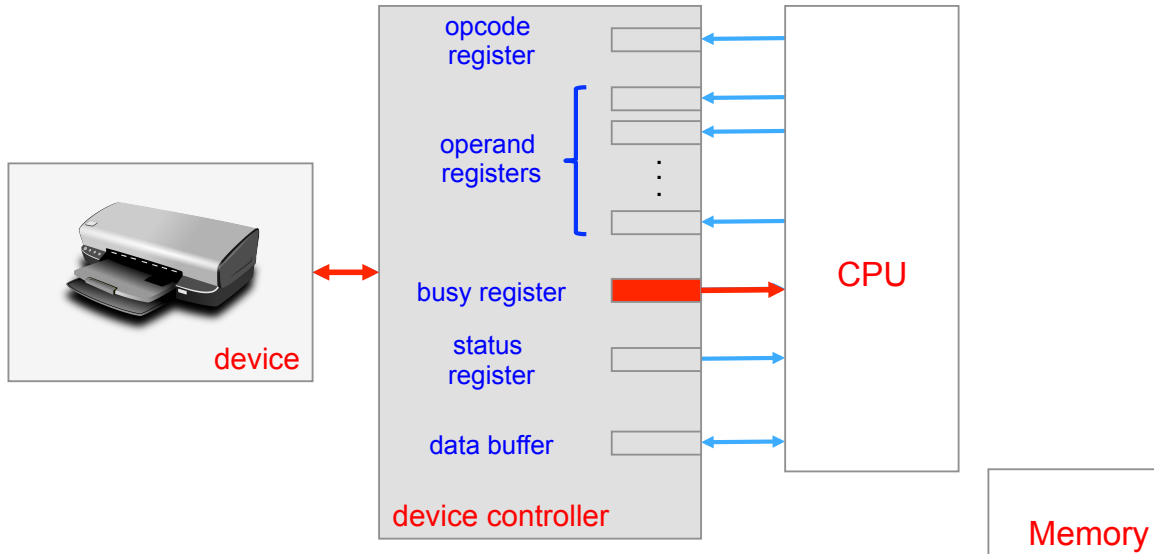 opcode
register
operand
registers
.
.
.
busy register
status
register
data buffer
device controller
device
CPU
Memory